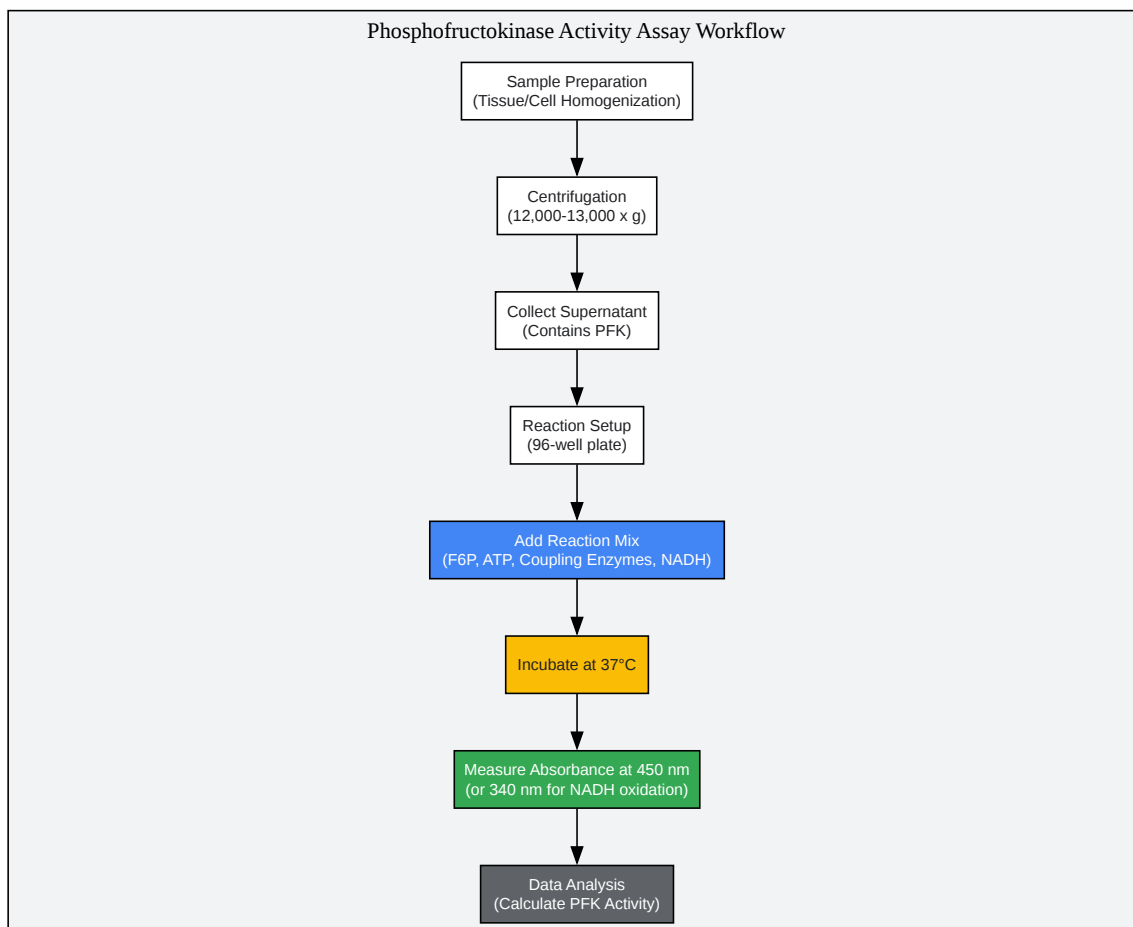 Phosphofructokinase Activity Assay Workflow
Sample Preparation
(Tissue/Cell Homogenization)
Centrifugation
(12,000-13,000 x g)
Collect Supernatant
(Contains PFK)
Reaction Setup
(96-well plate)
Add Reaction Mix
(F6P, ATP, Coupling Enzymes, NADH)
Incubate at 37°C
Measure Absorbance at 450 nm
(or 340 nm for NADH oxidation)
Data Analysis
(Calculate PFK Activity)